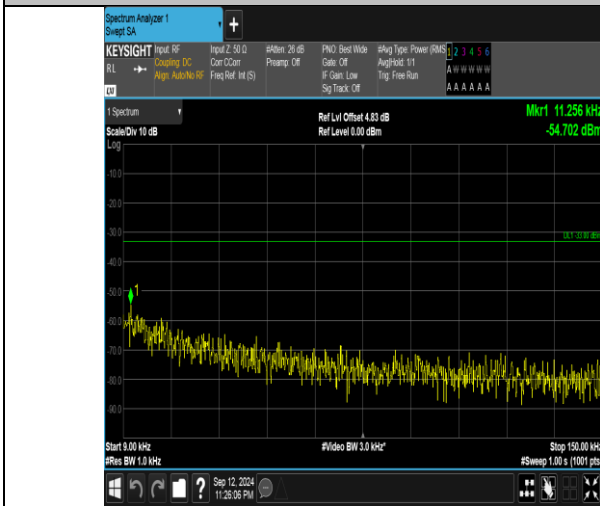 Spectrum Analyzer 1
Swept SA
+
KEYSIGHT Input: RF Input Z: 50 Ω #Atten: 26 dB PNO: Best Wide #Avg Type: Power (RMS 1 2 3 4 5 6
RL Coupling: DC Corr CCorr Preamp: Off Gate: Off Avg|Hold: 1/1 A W W W W W
Align: Auto/No RF Freq Ref: Int (S) IF Gain: Low Trig: Free Run
Sig Track: Off A A A A A A
1 Spectrum Ref Lvl Offset 4.83 dB Mkr1 11.256 kHz
Scale/Div 10 dB Ref Level 0.00 dBm -54.702 dBm
Log
-10.0
-20.0
-30.0
DL1 -33.00 dBm
-40.0
-50.0
1
-60.0
-70.0
-80.0
-90.0
Start 9.00 kHz #Video BW 3.0 kHz* Stop 150.00 kHz
#Res BW 1.0 kHz #Sweep 1.00 s (1001 pts
? Sep 12, 2024
11:26:06 PM